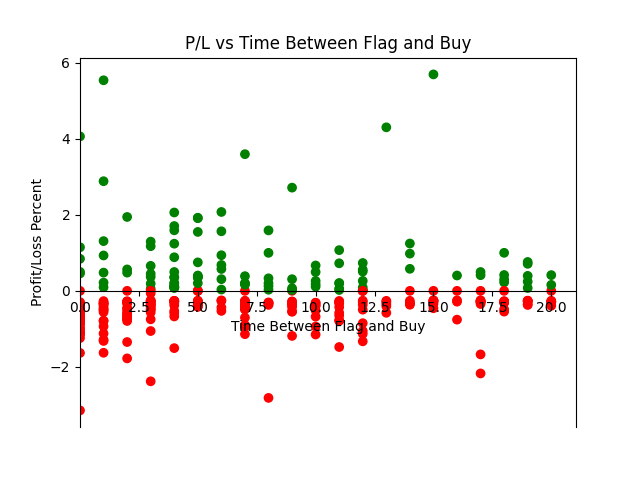 P/L vs Time Between Flag and Buy
6
4
2
0
−2
Profit/Loss Percent
0.0 2.5 5.0 7.5 10.0 12.5 15.0 17.5 20.0
Time Between Flag and Buy